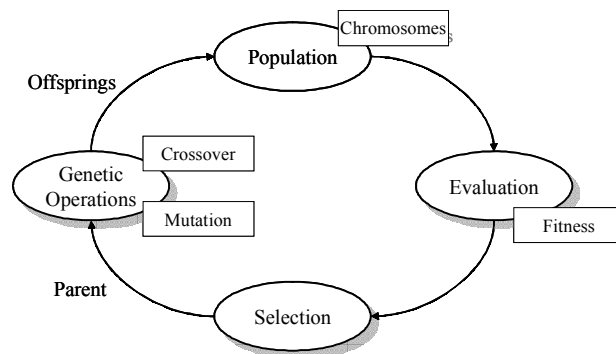 Chromosomes
Population
Offsprings
Crossover
Genetic
Operations
Mutation
Evaluation
Fitness
Parent
Selection